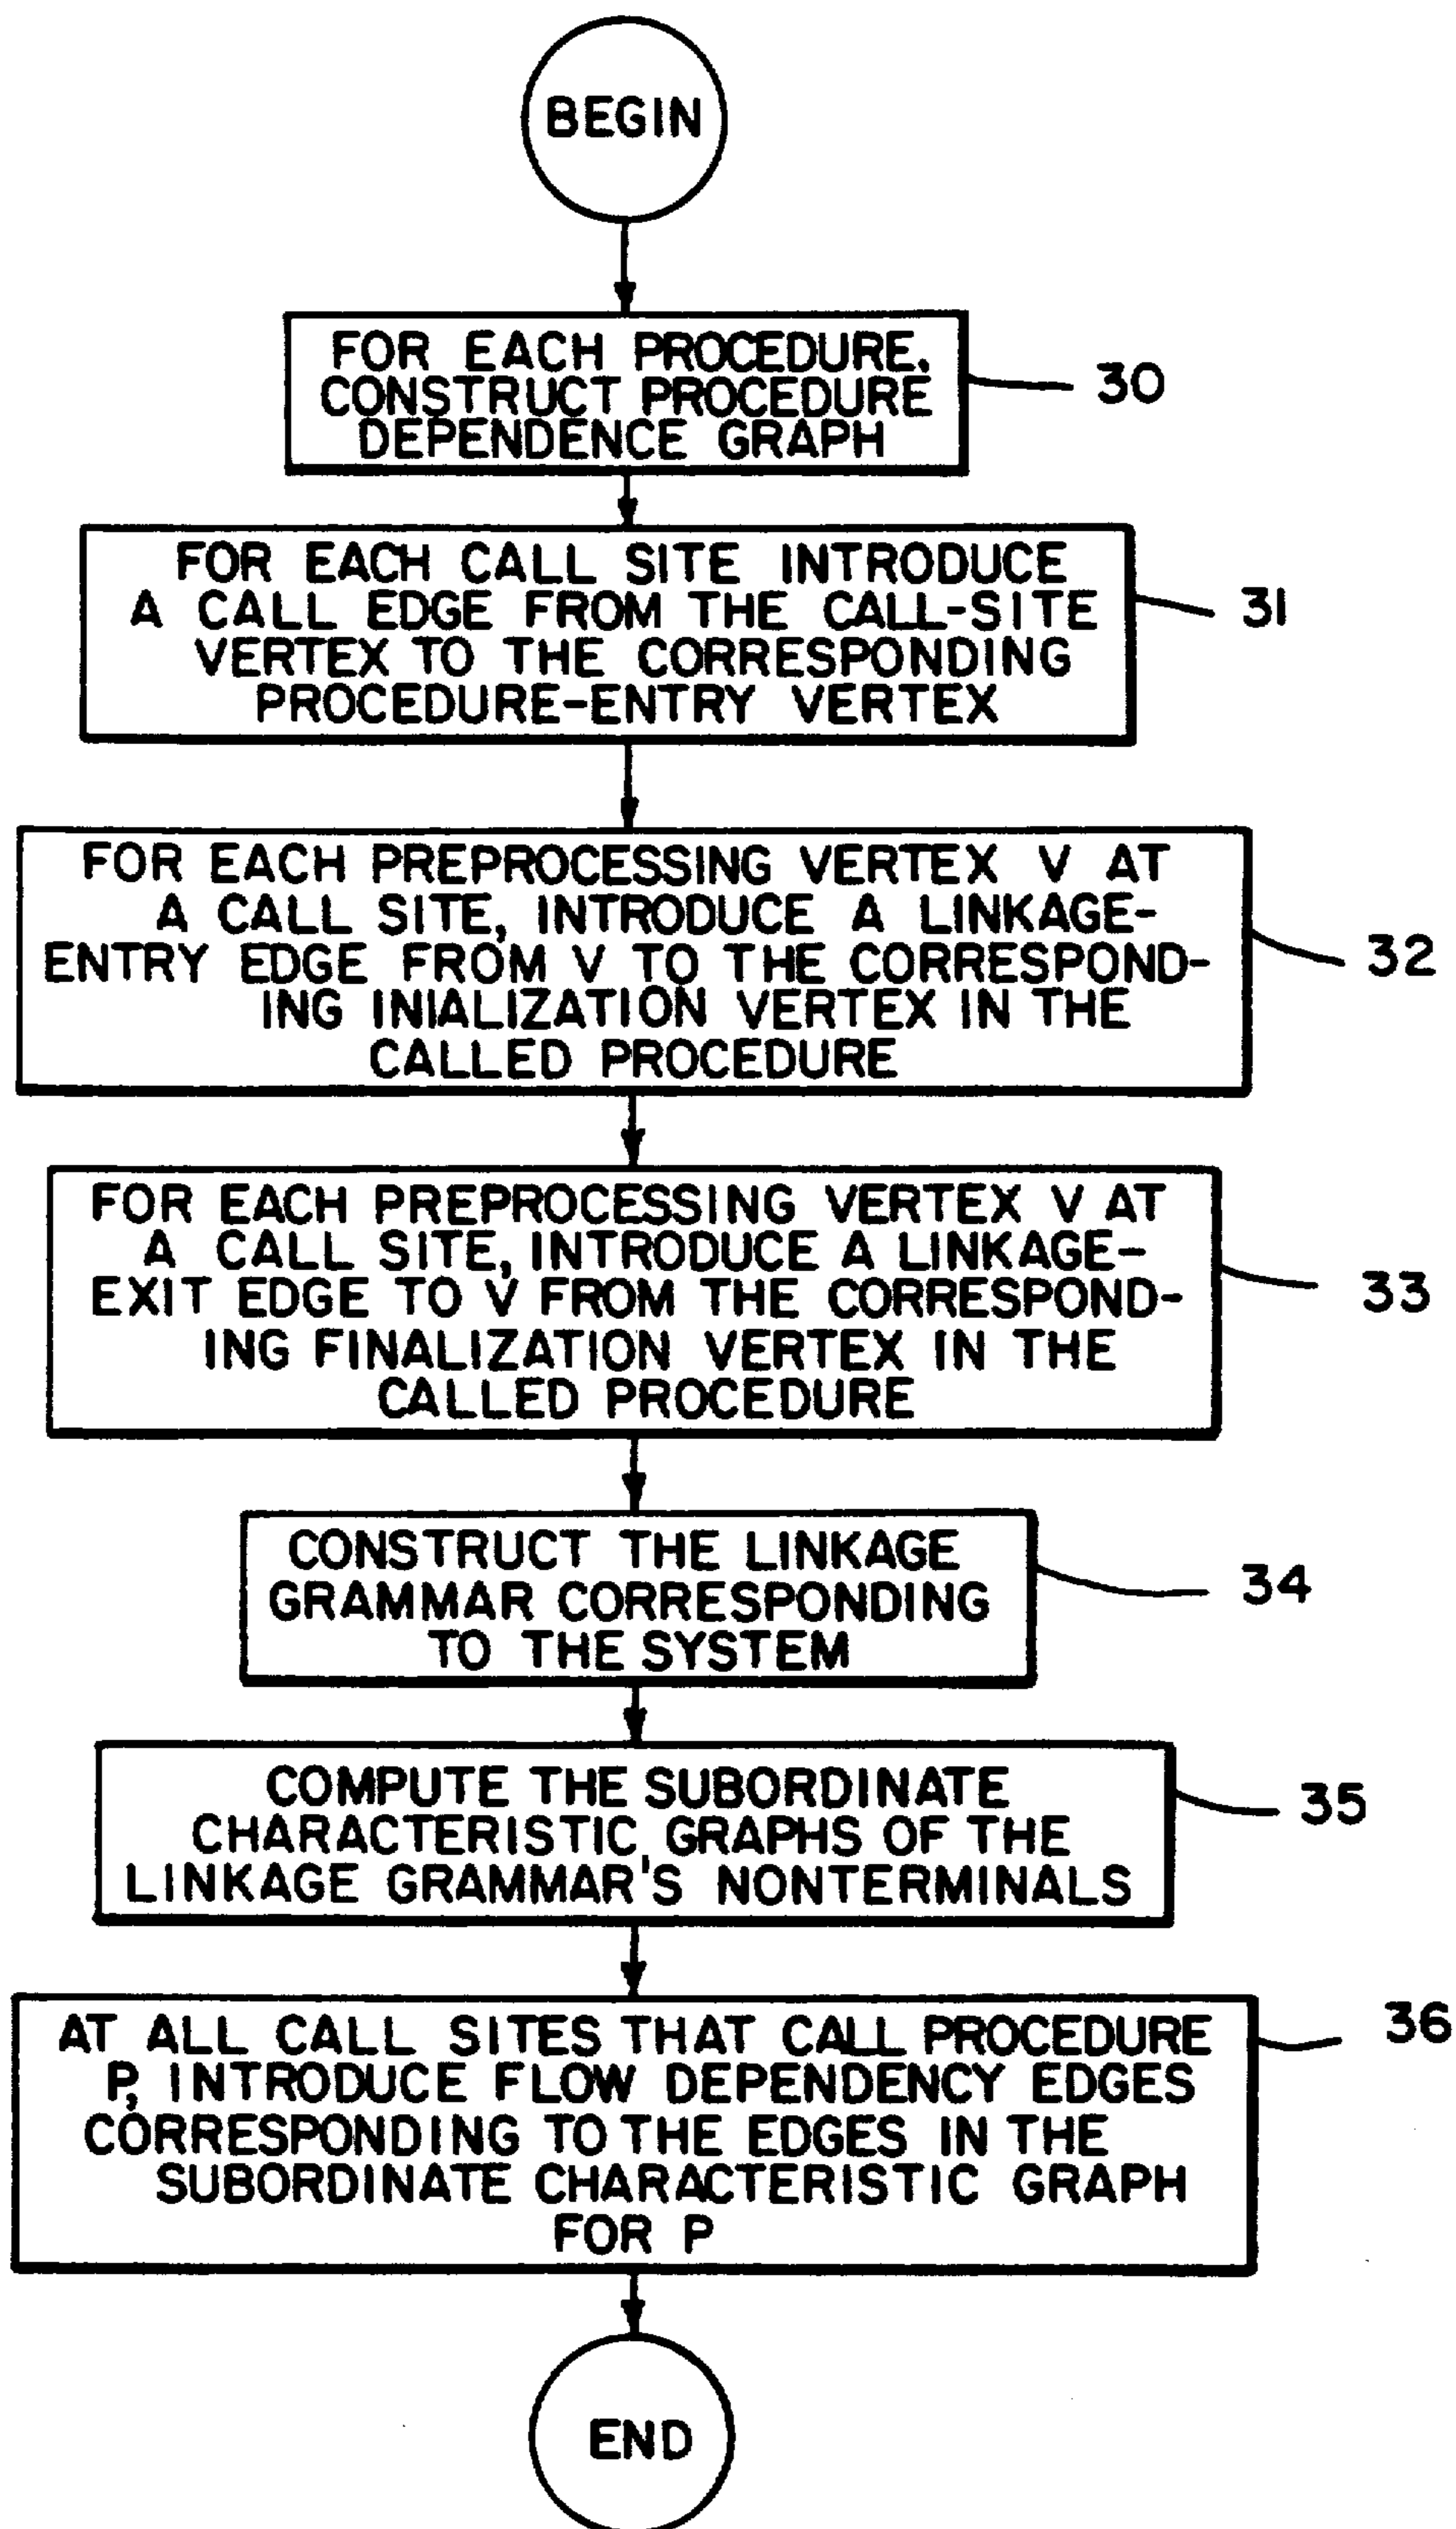 BEGIN
FOR EACH PROCEDURE.
CONSTRUCT PROCEDURE
DEPENDENCE GRAPH
30
FOR EACH CALL SITE INTRODUCE
A CALL EDGE FROM THE CALL-SITE
VERTEX TO THE CORRESPONDING
PROCEDURE-ENTRY VERTEX
31
FOR EACH PREPROCESSING VERTEX V AT
A CALL SITE, INTRODUCE A LINKAGE-
ENTRY EDGE FROM V TO THE CORRESPOND-
ING INIALIZATION VERTEX IN THE
CALLED PROCEDURE
32
FOR EACH PREPROCESSING VERTEX V AT
A CALL SITE, INTRODUCE A LINKAGE-
EXIT EDGE TO V FROM THE CORRESPOND-
ING FINALIZATION VERTEX IN THE
CALLED PROCEDURE
33
CONSTRUCT THE LINKAGE
GRAMMAR CORRESPONDING
TO THE SYSTEM
34
COMPUTE THE SUBORDINATE
CHARACTERISTIC GRAPHS OF THE
LINKAGE GRAMMAR'S NONTERMINALS
35
AT ALL CALL SITES THAT CALL PROCEDURE
P, INTRODUCE FLOW DEPENDENCY EDGES
CORRESPONDING TO THE EDGES IN THE
SUBORDINATE CHARACTERISTIC GRAPH
FOR P
36
END